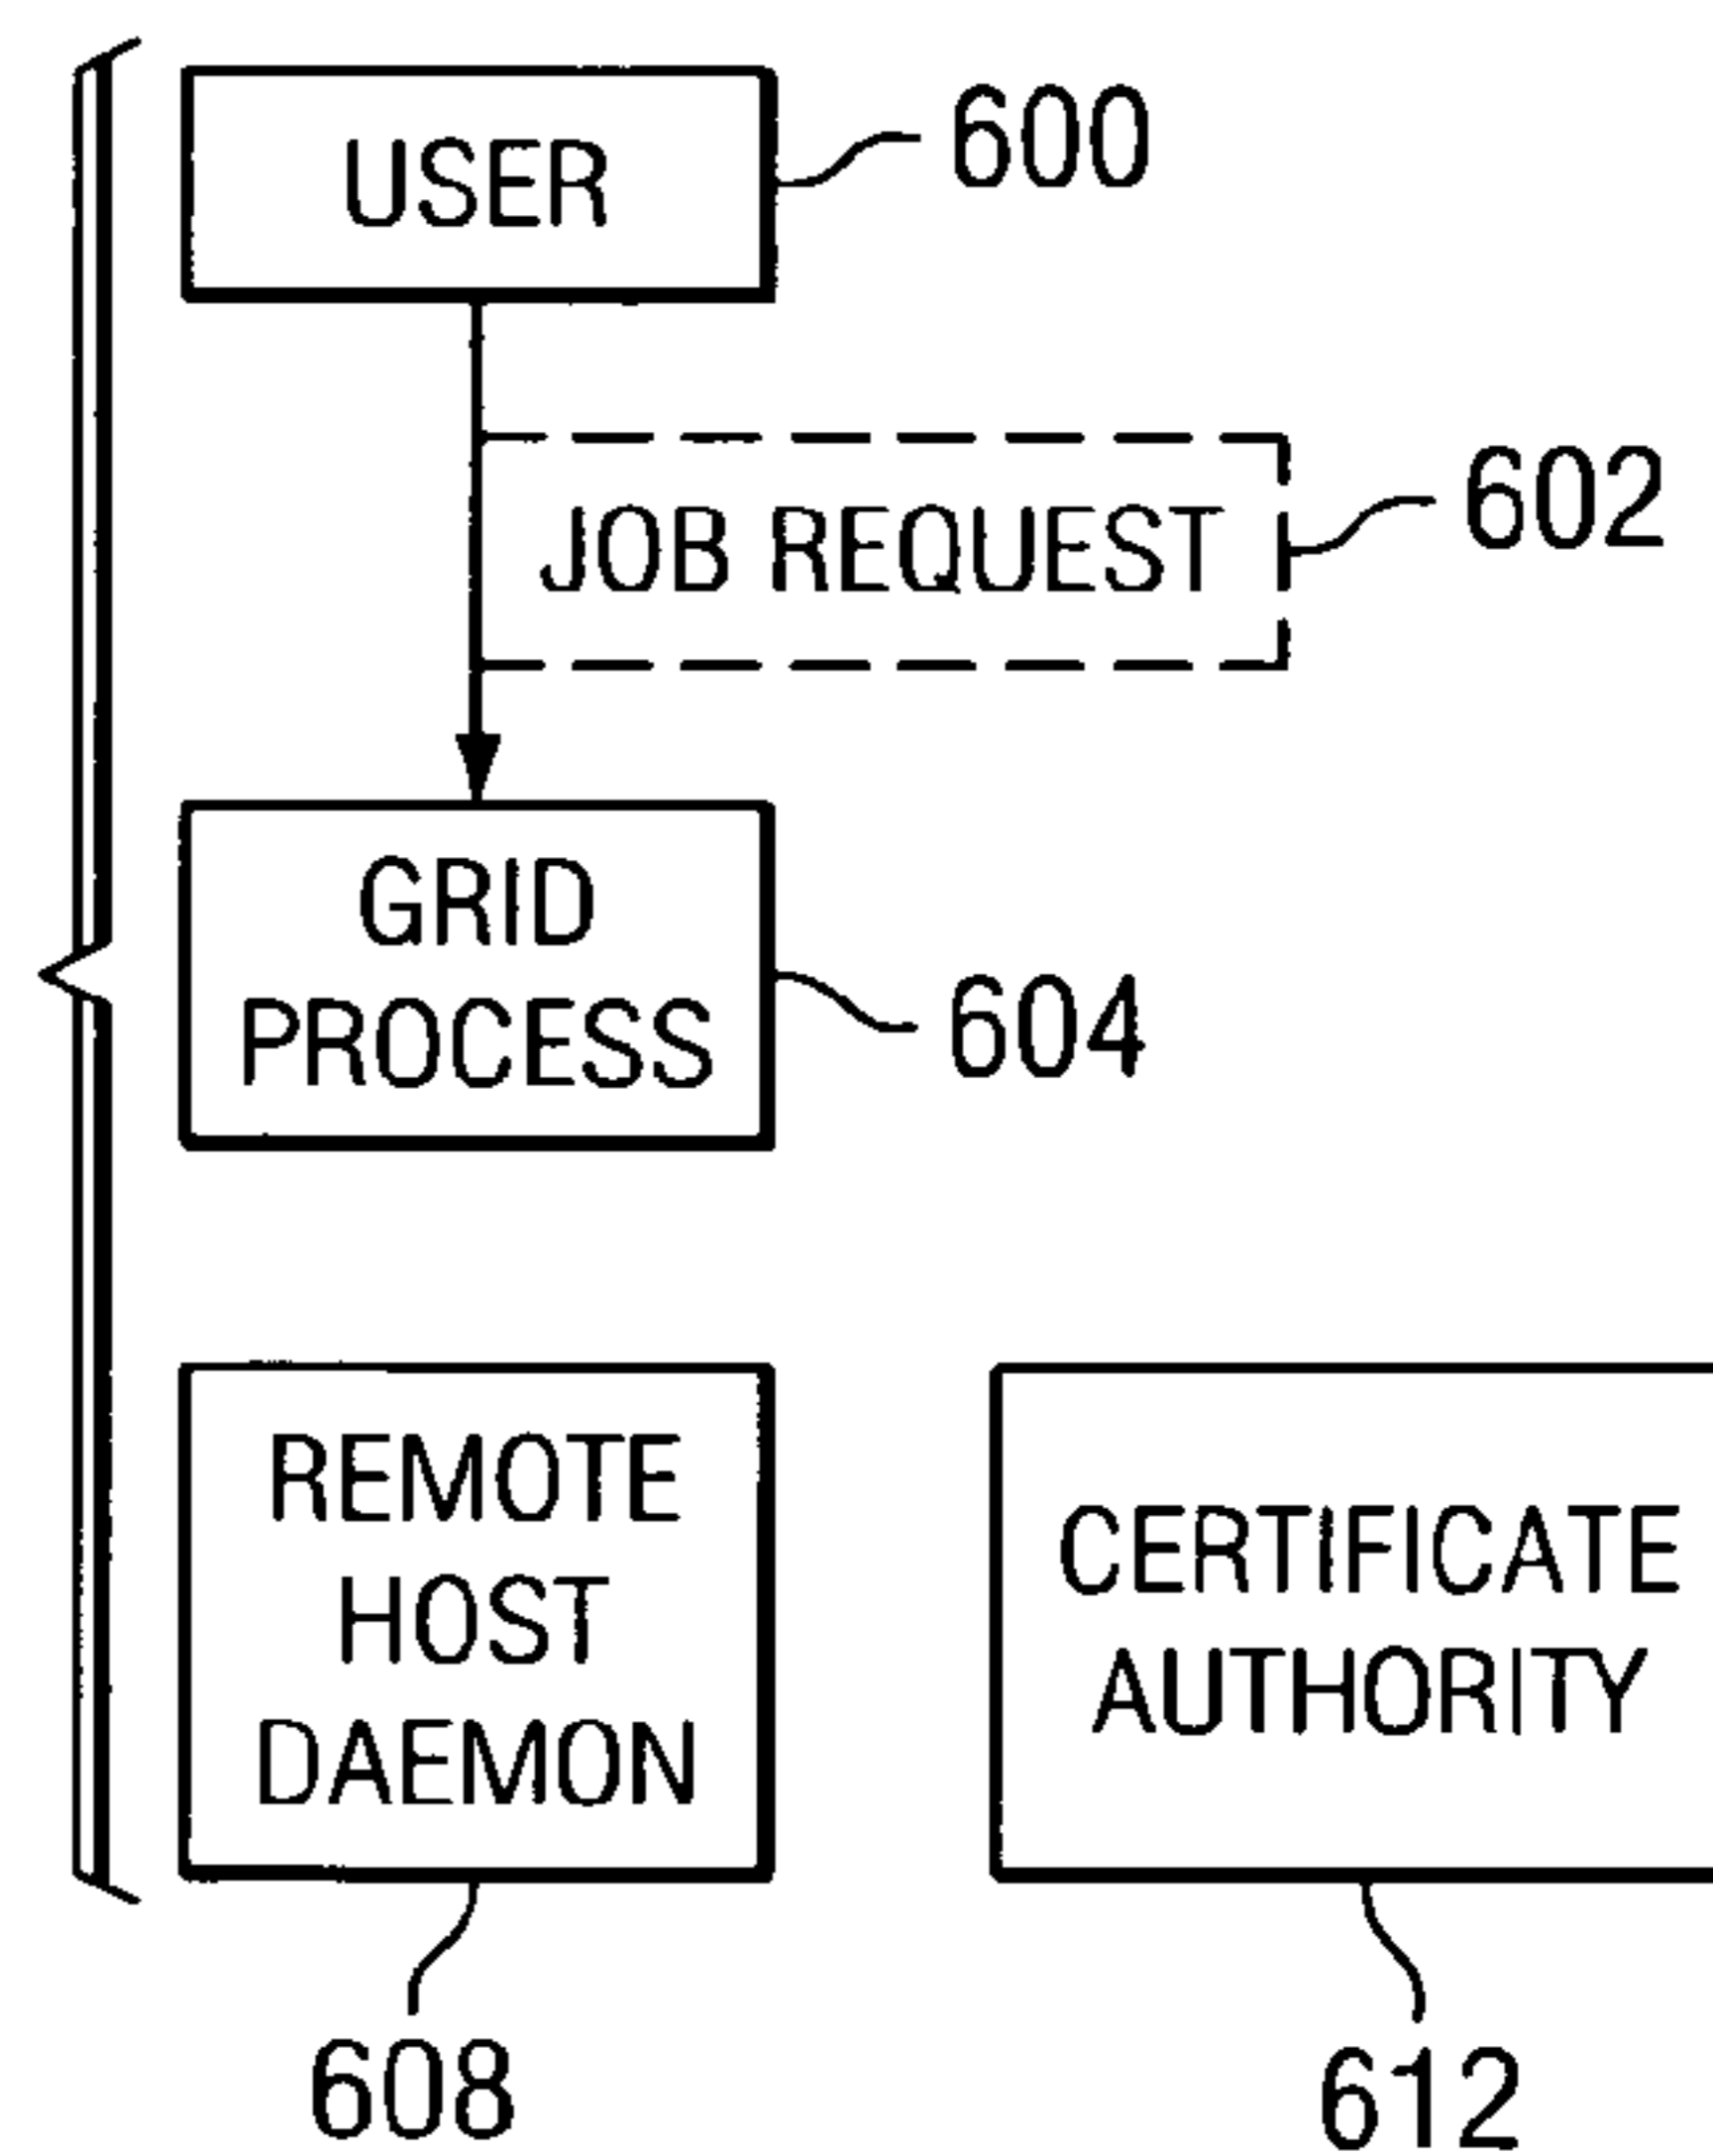 USER
600
JOB REQUEST
602
GRID
PROCESS
604
REMOTE
HOST
DAEMON
CERTIFICATE
AUTHORITY
608
612